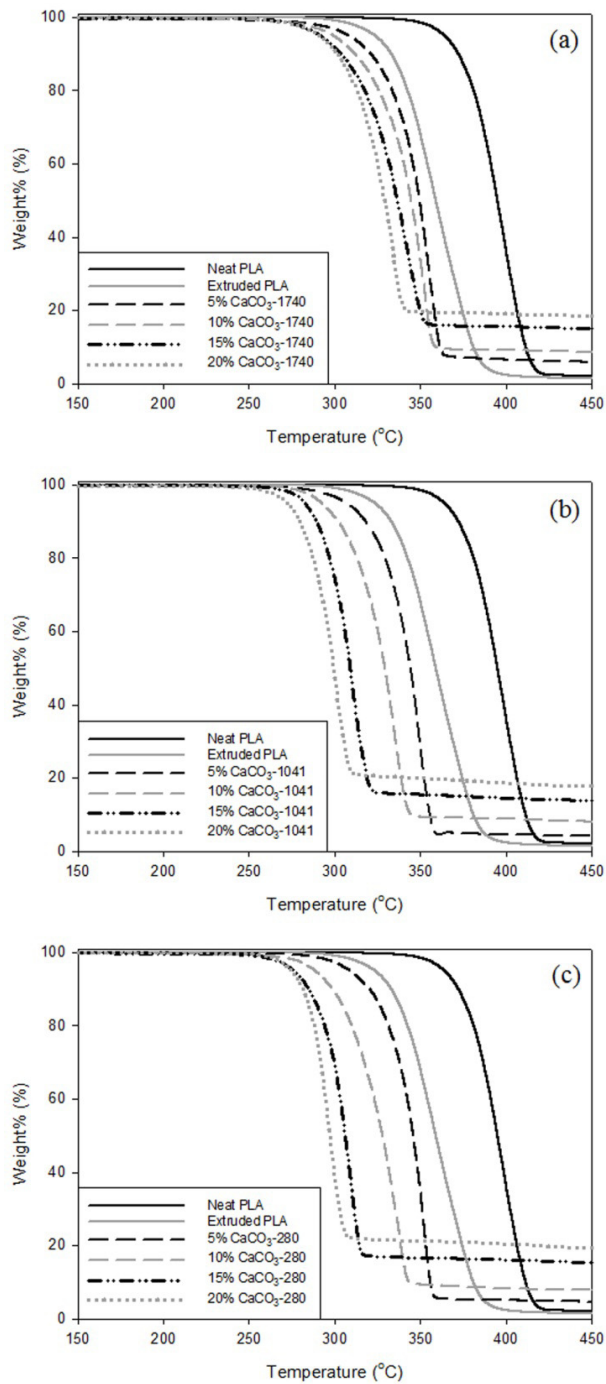 (a)
Weight% (%)
100
80
60
40
20
0
Neat PLA
Extruded PLA
5% CaCO₃-1740
10% CaCO₃-1740
15% CaCO₃-1740
20% CaCO₃-1740
150 200 250 300 350 400 450
Temperature (°C)
(b)
Weight% (%)
100
80
60
40
20
0
Neat PLA
Extruded PLA
5% CaCO₃-1041
10% CaCO₃-1041
15% CaCO₃-1041
20% CaCO₃-1041
150 200 250 300 350 400 450
Temperature (°C)
(c)
Weight% (%)
100
80
60
40
20
0
Neat PLA
Extruded PLA
5% CaCO₃-280
10% CaCO₃-280
15% CaCO₃-280
20% CaCO₃-280
150 200 250 300 350 400 450
Temperature (°C)